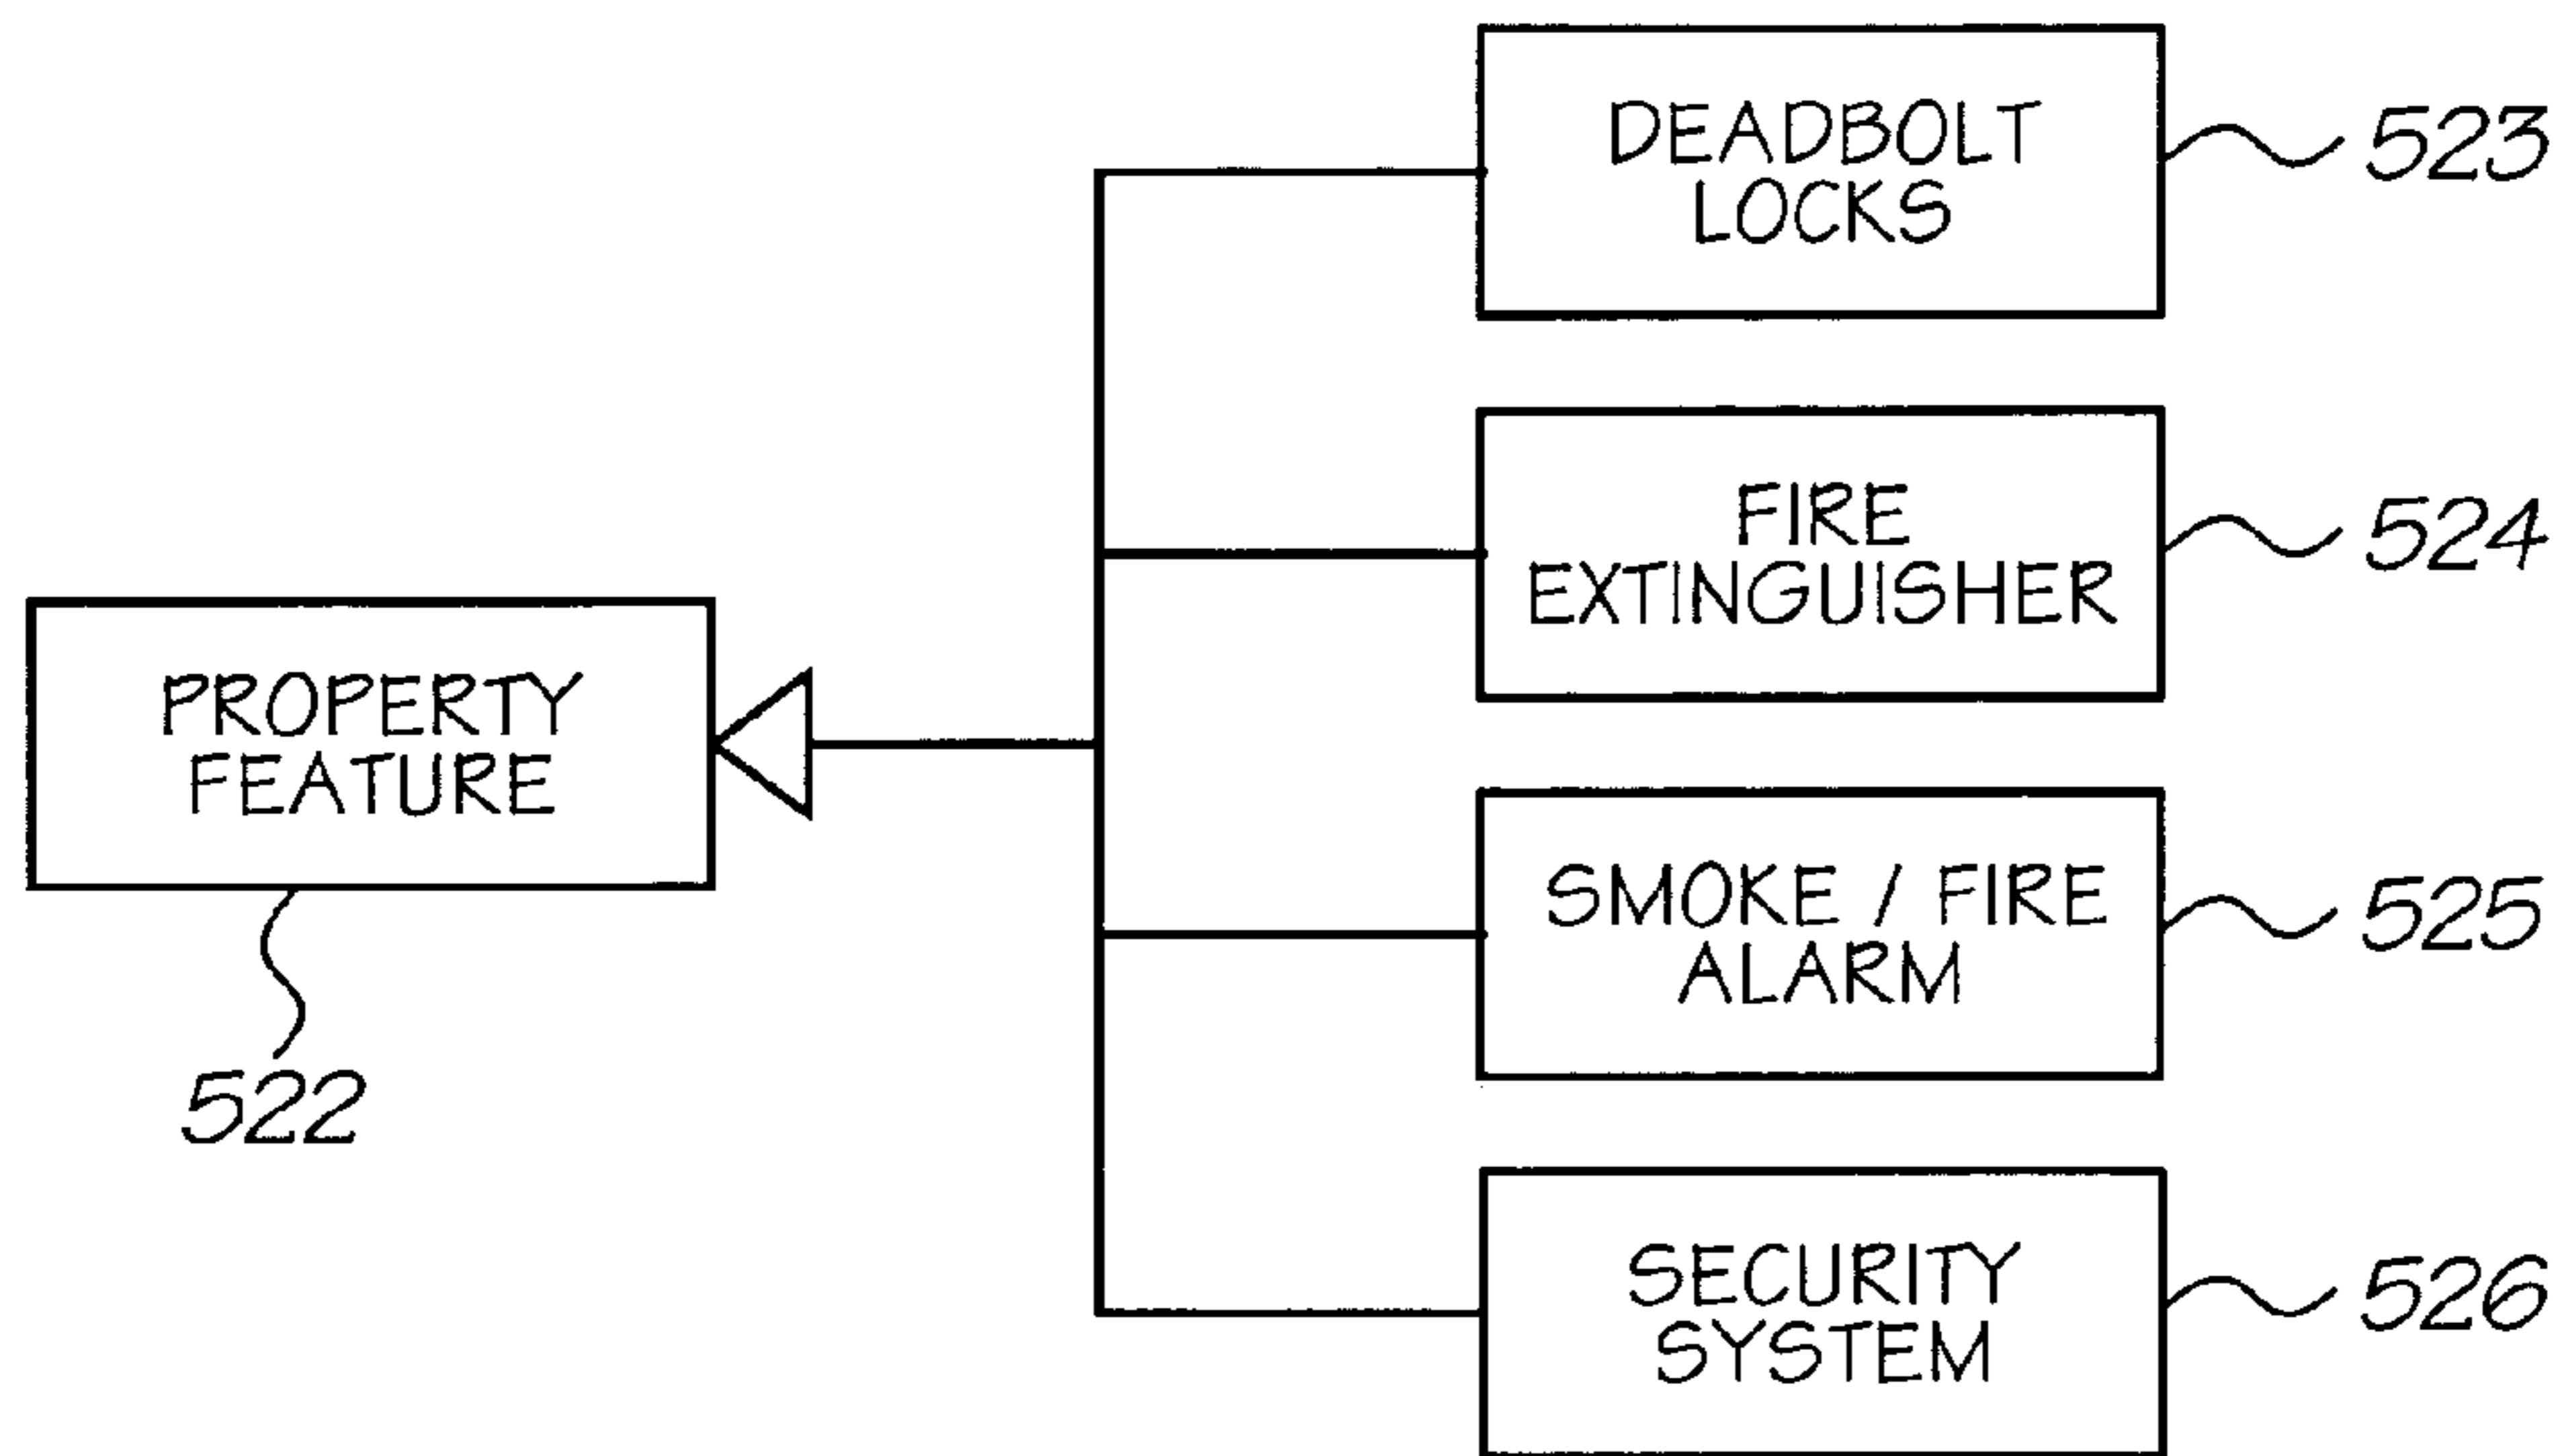 DEADBOLT
LOCKS
523
FIRE
EXTINGUISHER
524
PROPERTY
FEATURE
522
SMOKE / FIRE
ALARM
525
SECURITY
SYSTEM
526